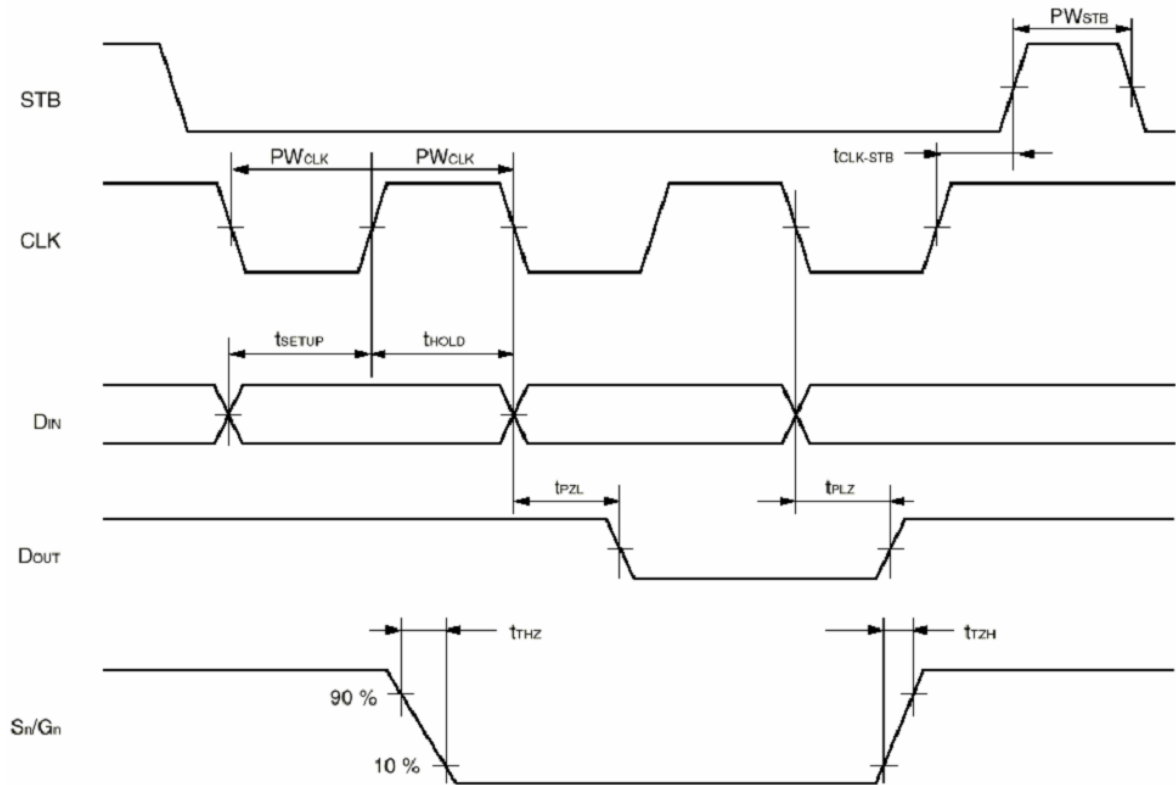 PWSTB
STB
tCLK-STB
PWCLK PWCLK
CLK
tSETUP tHOLD
DIN
tPZL tPLZ
DOUT
tTHZ tTZH
90 %
Sn/Gn
10 %